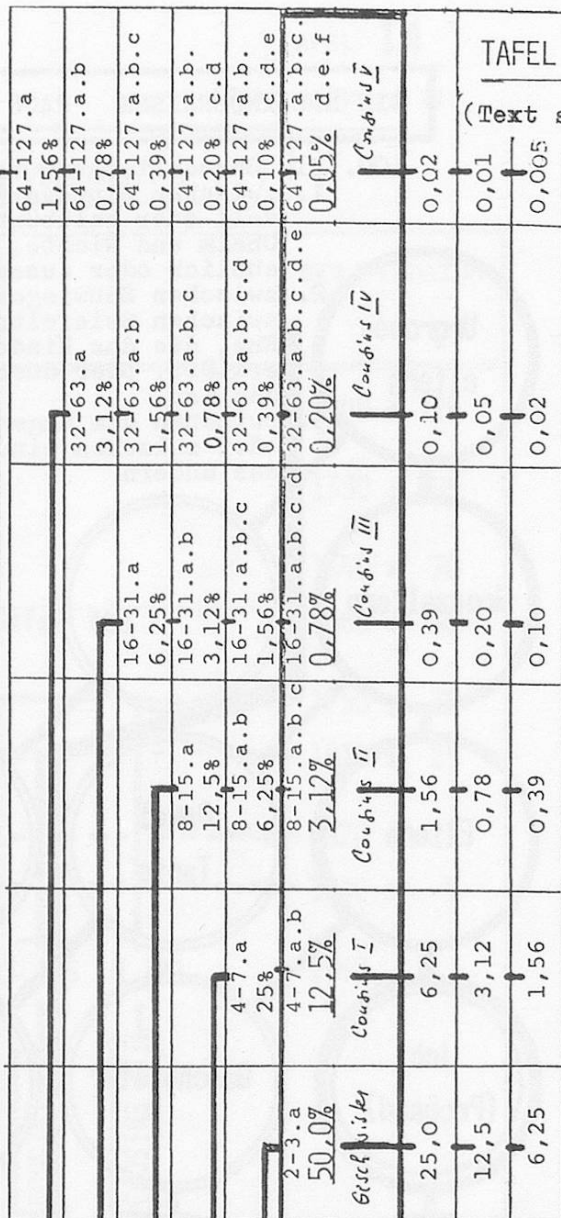 TAFEL
(Text s
2-3.a
50,0%
Geschwister
25,0
12,5
6,25
4-7.a
25%
4-7.a.b
12,5%
Cousins I
6,25
3,12
1,56
8-15.a
12,5%
8-15.a.b
6,25%
8-15.a.b.c
3,12%
Cousins II
1,56
0,78
0,39
16-31.a
6,25%
16-31.a.b
3,12%
16-31.a.b.c
1,56%
16-31.a.b.c.d
0,78%
Cousins III
0,39
0,20
0,10
32-63a
3,12%
32-63a.b
1,56%
32-63.a.b.c
0,78%
32-63.a.b.c.d
0,39%
32-63.a.b.c.d.e
0,20%
Cousins IV
0,10
0,05
0,02
64-127.a
1,56%
64-127.a.b
0,78%
64-127.a.b.c
0,39%
64-127.a.b.
0,20% c.d
64-127.a.b.
0,10% c.d.e
64-127.a.b.c.
0,05% d.e.f
Cousins V
0,02
0,01
0,005